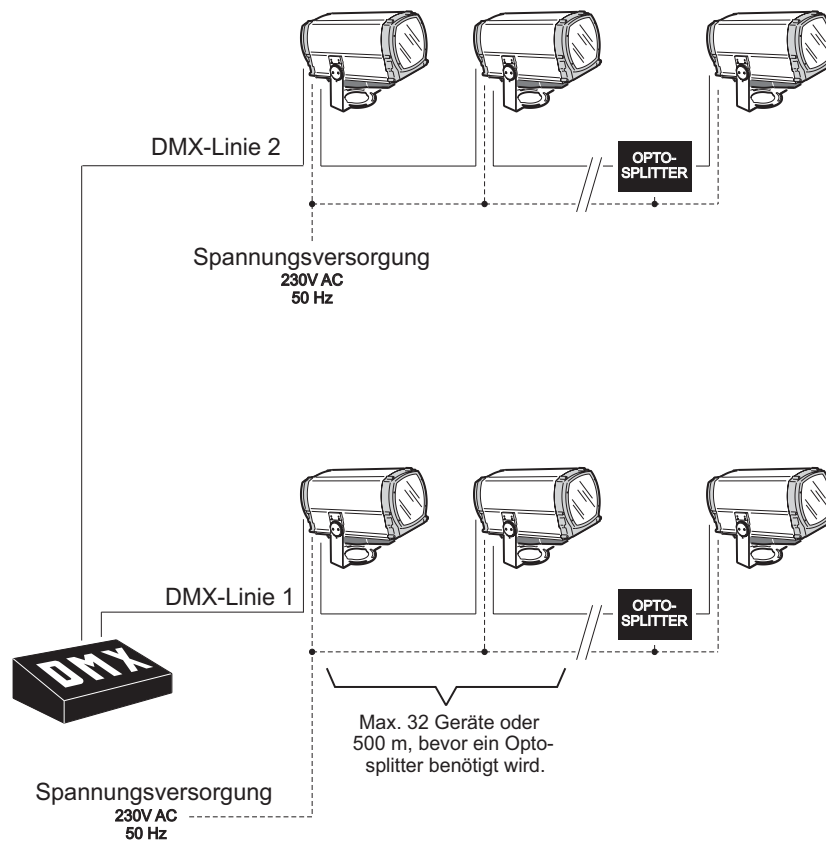 DMX-Linie 2
OPTO-
SPLITTER
Spannungsversorgung
230V AC
50 Hz
DMX-Linie 1
OPTO-
SPLITTER
DMX
Max. 32 Geräte oder
500 m, bevor ein Opto-
splitter benötigt wird.
Spannungsversorgung
230V AC
50 Hz